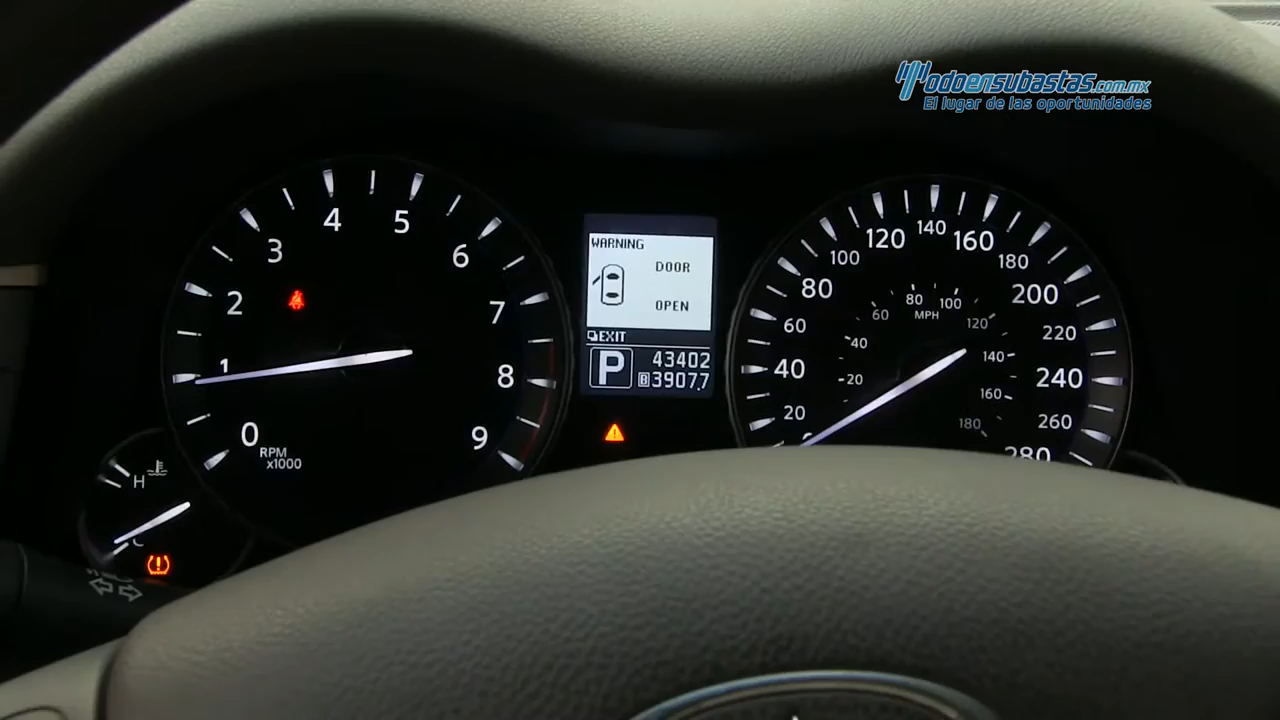 Todoensubastas.com.mx
El lugar de las oportunidades
0
1
2
3
4
5
6
7
8
9
RPM
x1000
H
C
WARNING
DOOR
OPEN
EXIT
P
43402
B 3907.7
20
40
60
80
100
120
140
160
180
200
220
240
260
280
20
40
60
80
100
120
140
160
180
MPH